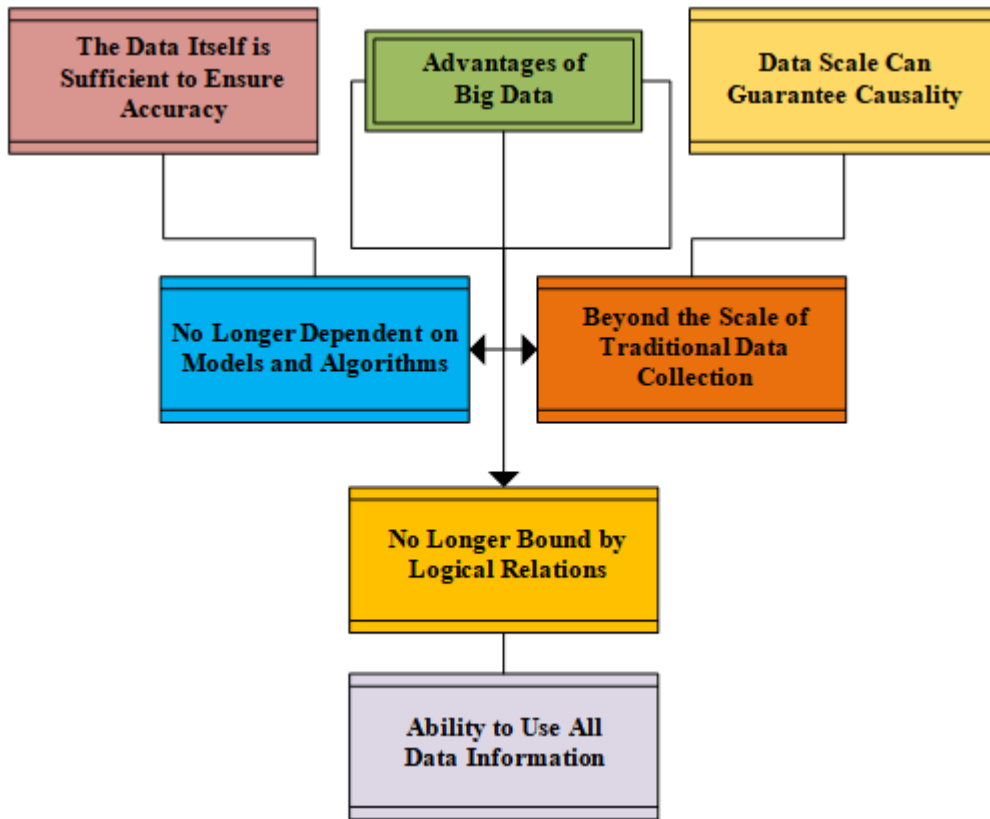 The Data Itself is
Sufficient to Ensure
Accuracy
Advantages of
Big Data
Data Scale Can
Guarantee Causality
No Longer Dependent on
Models and Algorithms
Beyond the Scale of
Traditional Data
Collection
No Longer Bound by
Logical Relations
Ability to Use All
Data Information